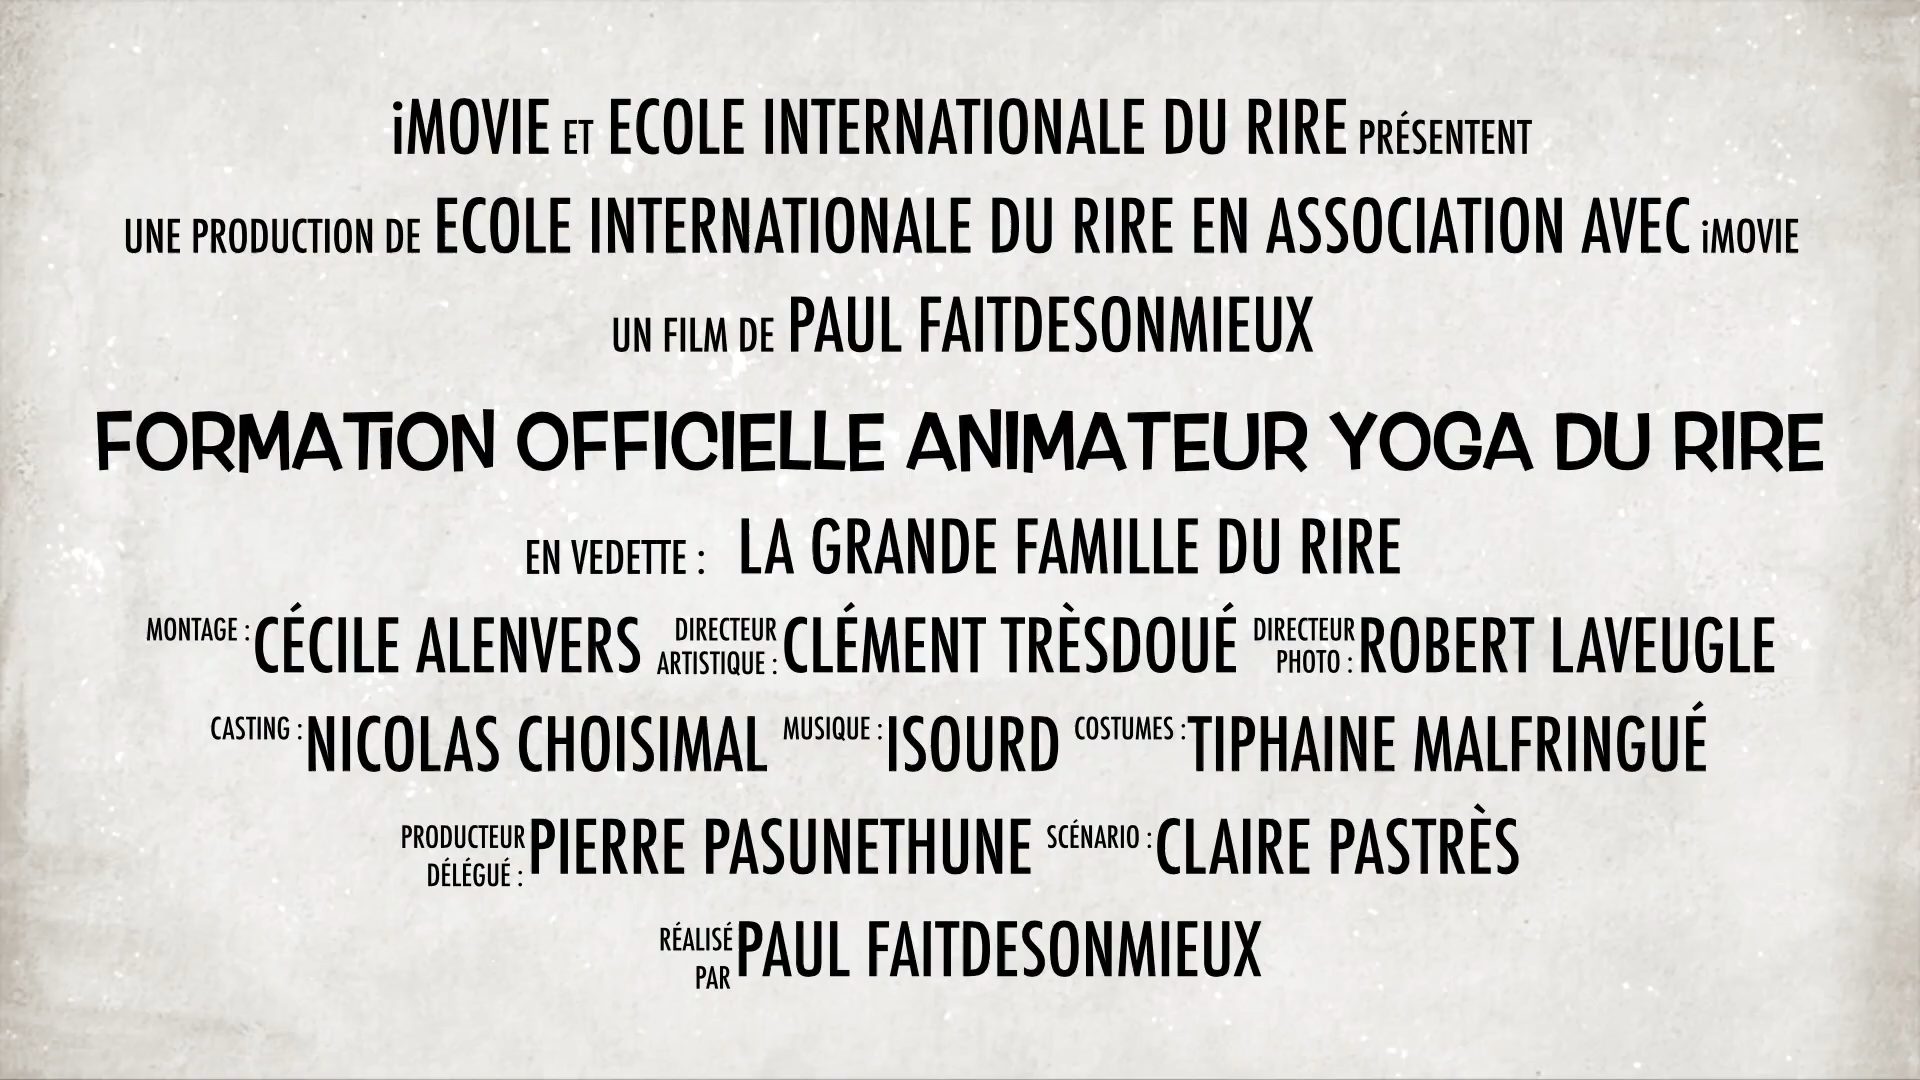 iMOVIE ET ECOLE INTERNATIONALE DU RIRE PRÉSENTENT
UNE PRODUCTION DE ECOLE INTERNATIONALE DU RIRE EN ASSOCIATION AVEC iMOVIE
UN FILM DE PAUL FAITDESONMIEUX
FORMATION OFFICIELLE ANIMATEUR YOGA DU RIRE
EN VEDETTE : LA GRANDE FAMILLE DU RIRE
MONTAGE : CÉCILE ALENVERS DIRECTEUR ARTISTIQUE : CLÉMENT TRÈSDOUÉ DIRECTEUR PHOTO : ROBERT LAVEUGLE
CASTING : NICOLAS CHOISIMAL MUSIQUE : ISOURD COSTUMES : TIPHAINE MALFRINGUÉ
PRODUCTEUR DÉLÉGUÉ : PIERRE PASUNETHUNE SCÉNARIO : CLAIRE PASTRÈS
RÉALISÉ PAR PAUL FAITDESONMIEUX